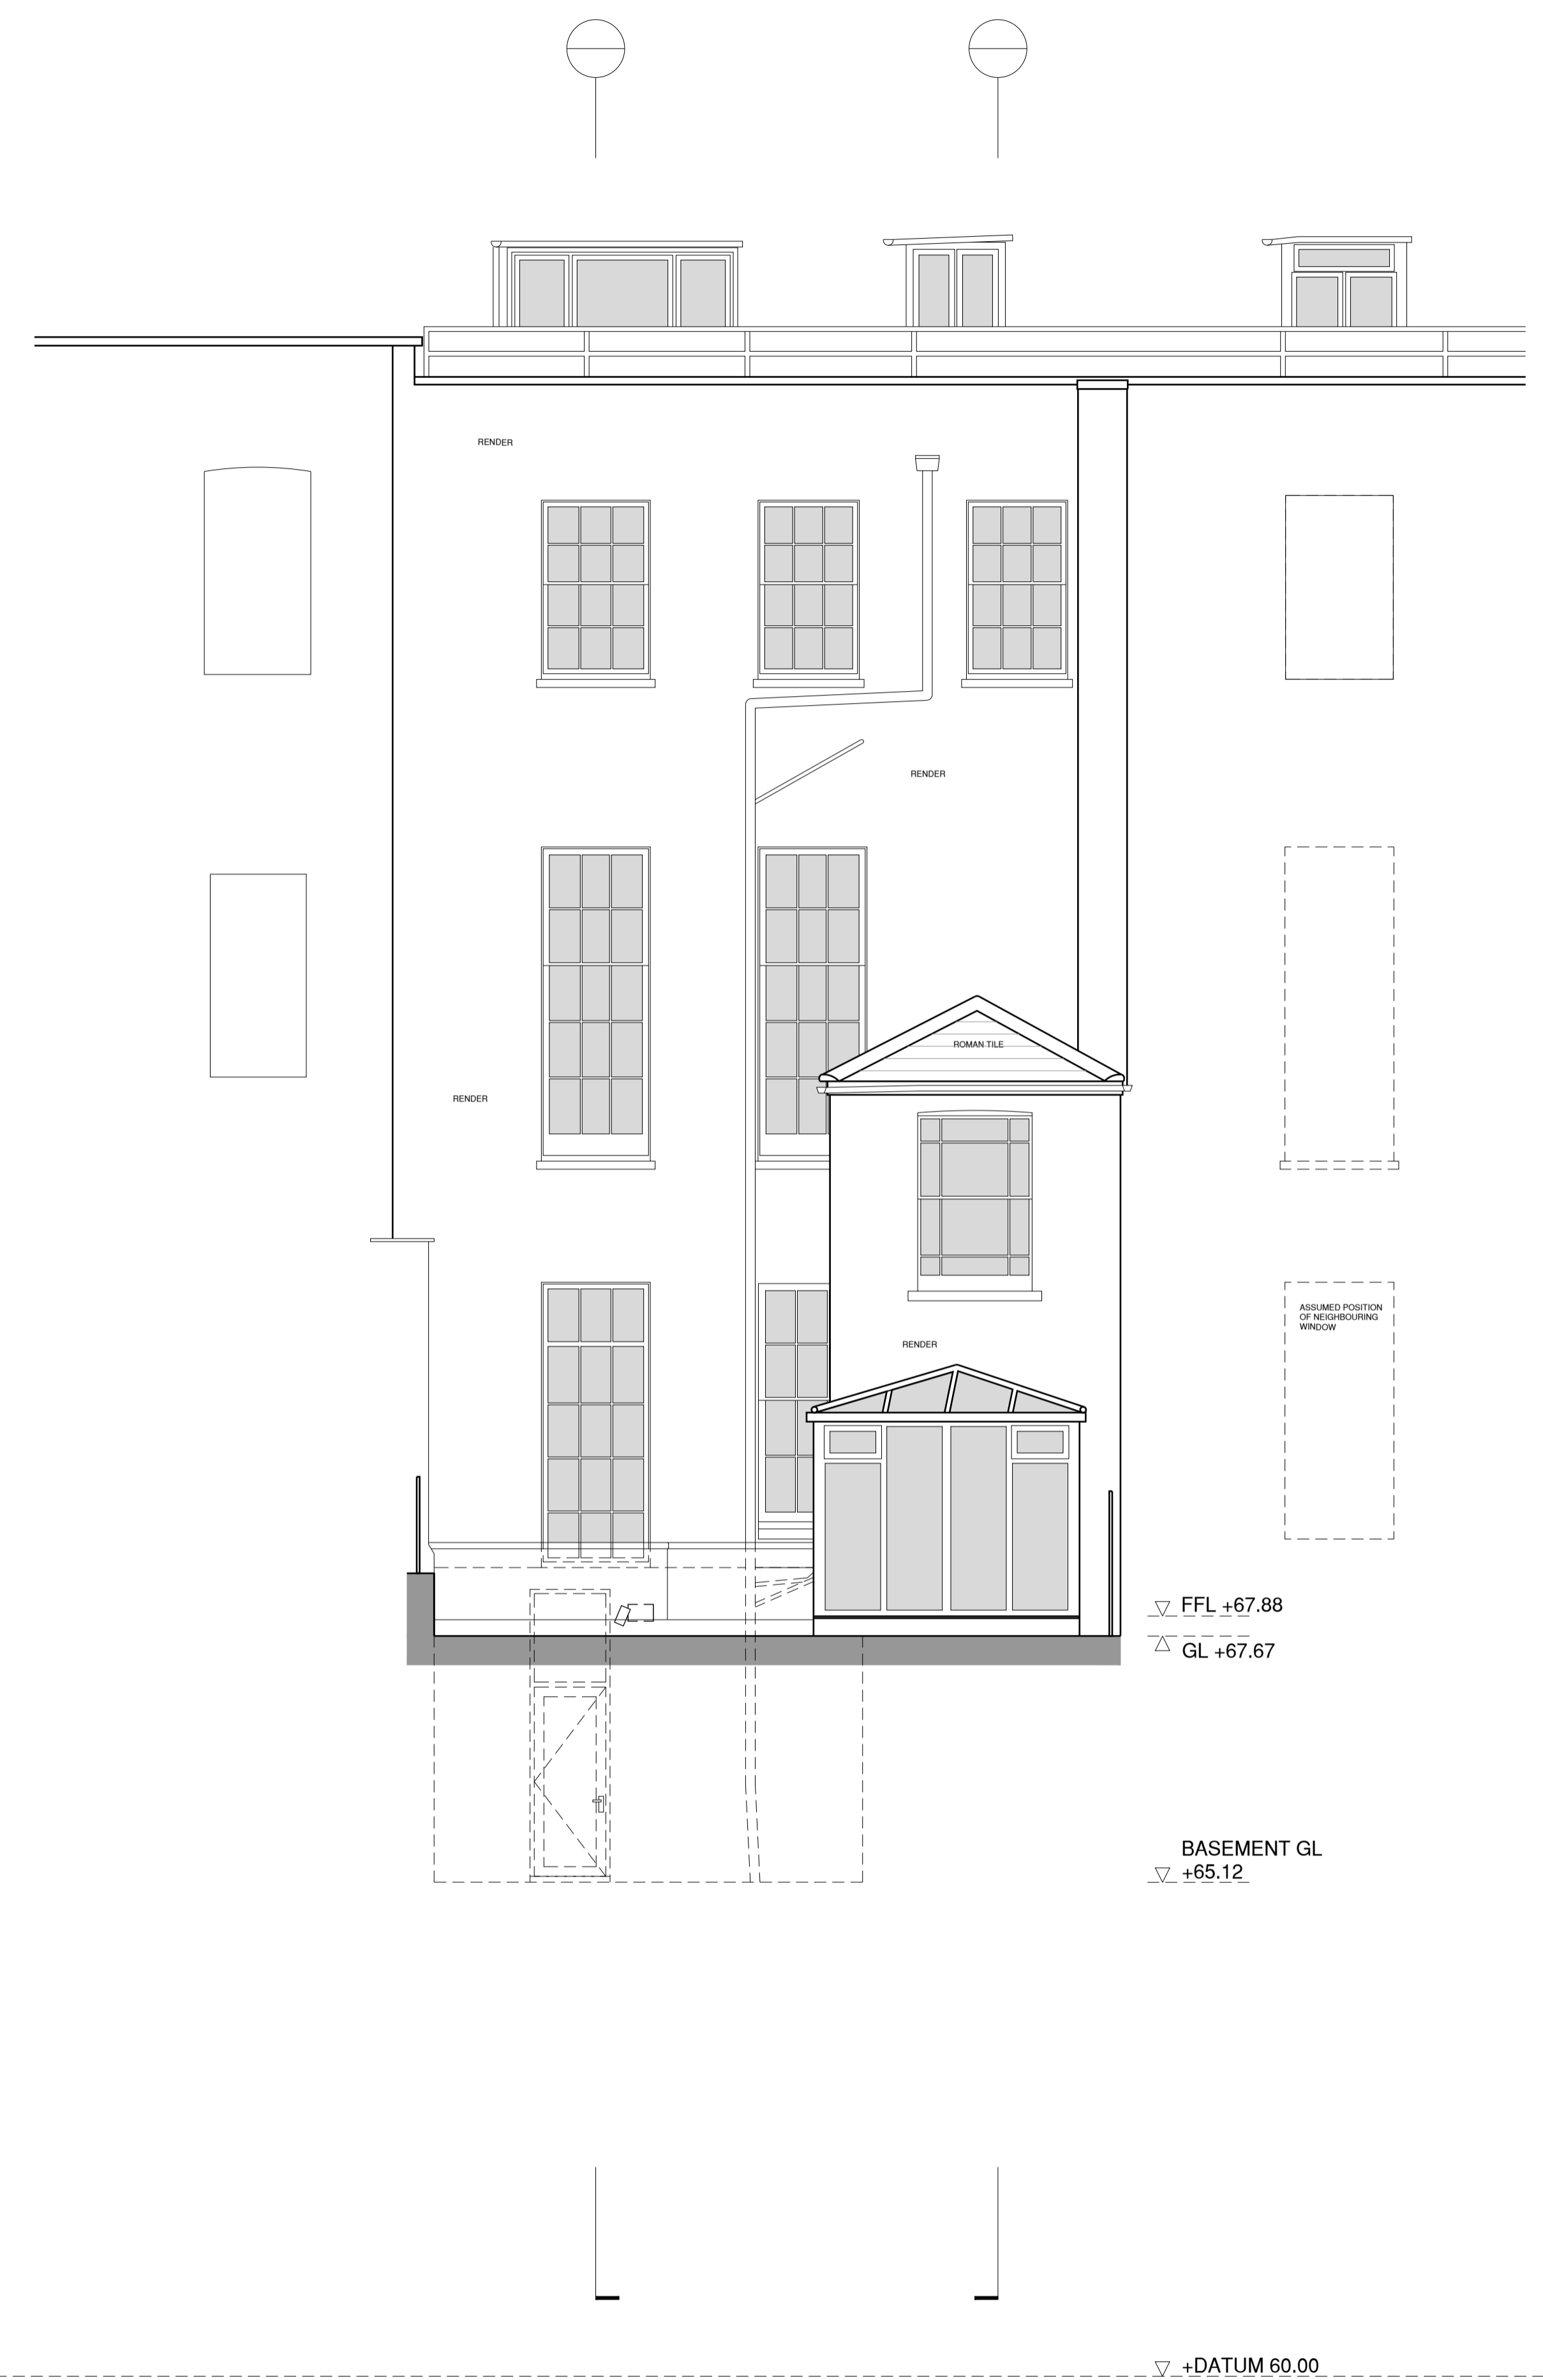 RENDER
RENDER
ROMAN TILE
RENDER
ASSUMED POSITION
OF NEIGHBOURING
WINDOW
RENDER
FFL +67.88
GL +67.67
BASEMENT GL
+65.12
+DATUM 60.00